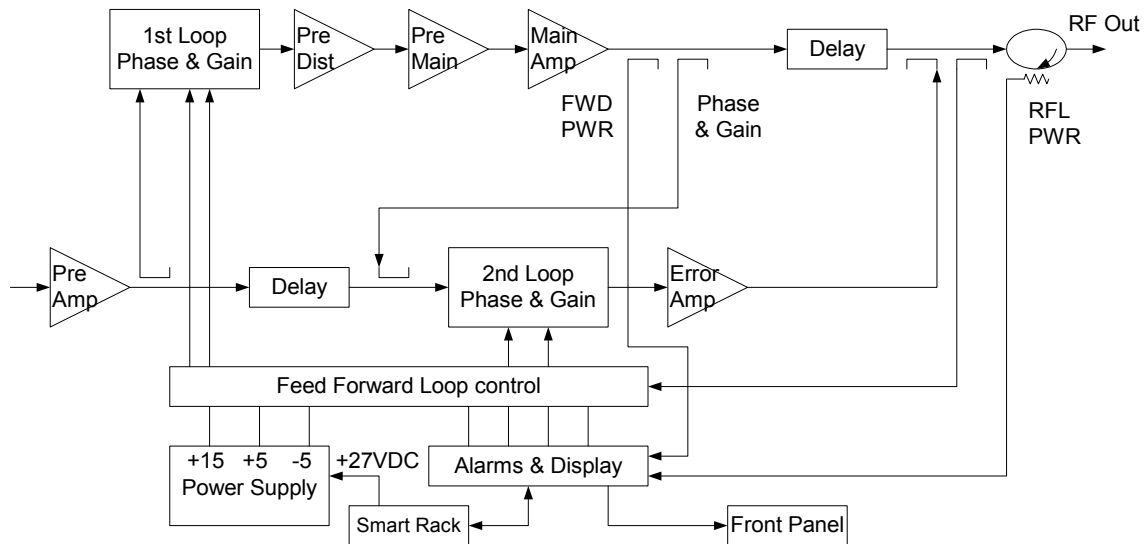 1st Loop
Phase & Gain
Pre
Dist
Pre
Main
Main
Amp
Delay
RF Out
FWD
PWR
Phase
& Gain
RFL
PWR
Pre
Amp
Delay
2nd Loop
Phase & Gain
Error
Amp
Feed Forward Loop control
+15 +5 -5
Power Supply
+27VDC
Alarms & Display
Smart Rack
Front Panel